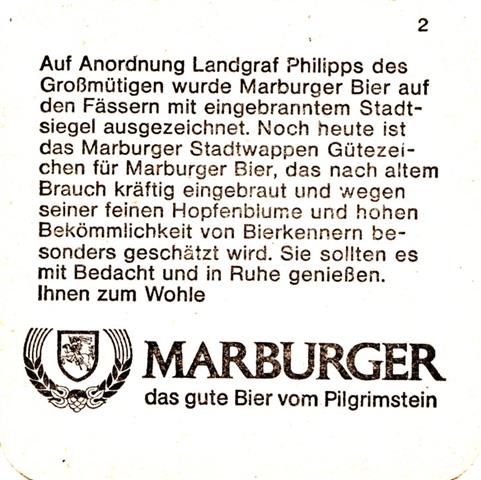 2
Auf Anordnung Landgraf Philipps des
Großmütigen wurde Marburger Bier auf
den Fässern mit eingebranntem Stadt-
siegel ausgezeichnet. Noch heute ist
das Marburger Stadtwappen Gütezei-
chen für Marburger Bier, das nach altem
Brauch kräftig eingebraut und wegen
seiner feinen Hopfenblume und hohen
Bekömmlichkeit von Bierkennern be-
sonders geschätzt wird. Sie sollten es
mit Bedacht und in Ruhe genießen.
Ihnen zum Wohle
MARBURGER
das gute Bier vom Pilgrimstein